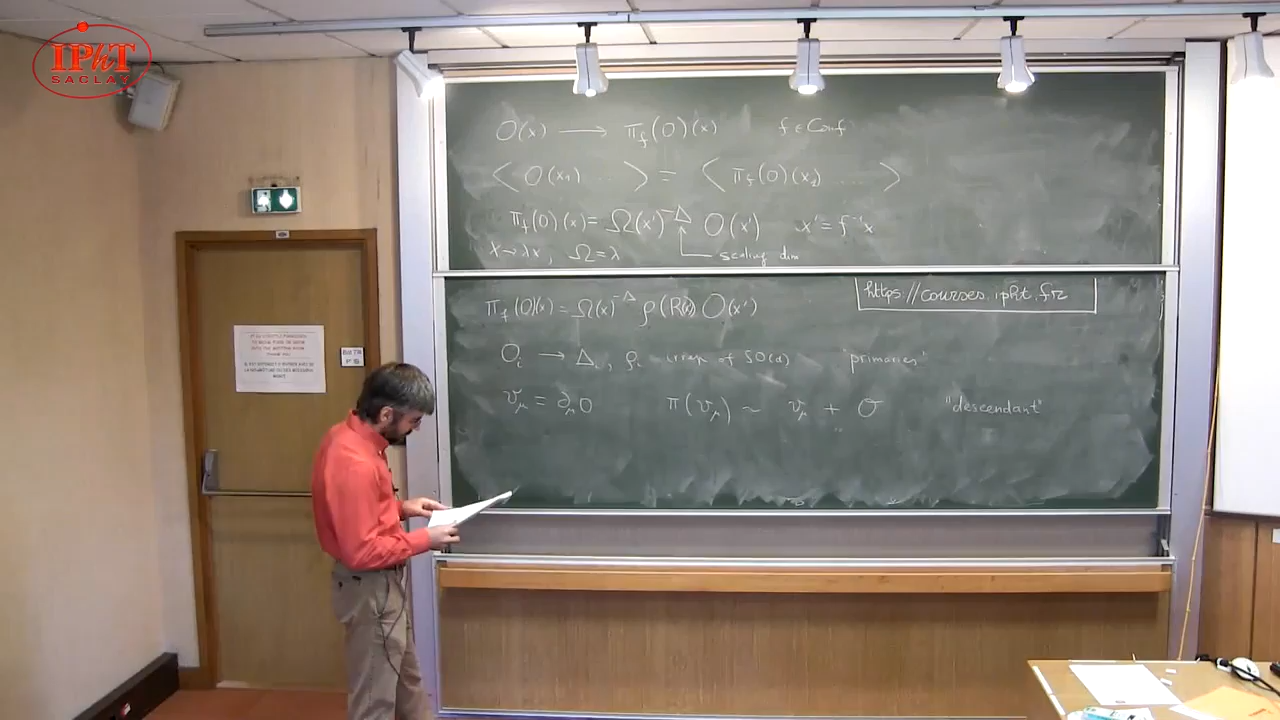 IPhT
SACLAY
O(x) ⟶ π_f(O)(x) f ∈ Conf
< O(x₁) .. > = < π_f(O)(x₁) .... >
π_f(O)(x) = Ω(x')^{-Δ} O(x') x' = f⁻¹x
x→λx, Ω=λ scaling dim
https://courses.ipht.fr
π_f(O)(x) = Ω(x)^{-Δ} ρ(R(x)) O(x')
O_i → Δ_i, ρ_i irrep of SO(d) "primaries"
v_μ = ∂_μ O π(v_μ) ~ v_μ + O "descendant"